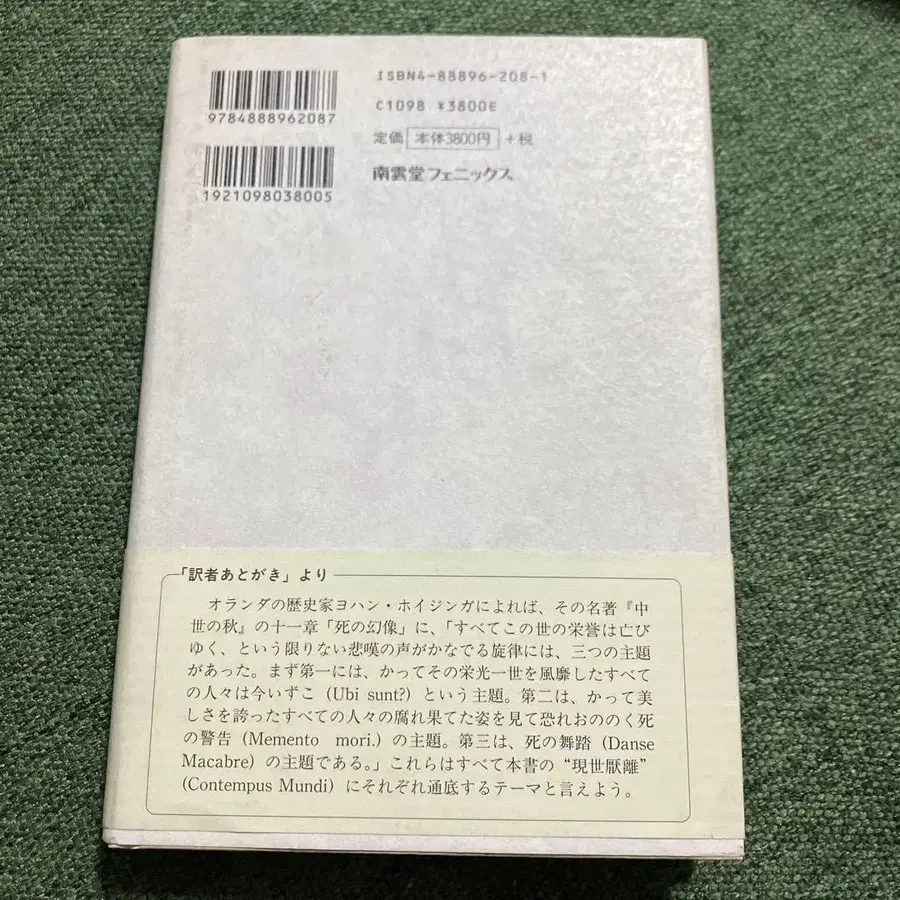 ISBN4-88896-208-1
9784888962087
C1098 ¥3800E
定価 本体3800円 +税
1921098038005
南雲堂フェニックス
「訳者あとがき」より
オランダの歴史家ヨハン・ホイジンガによれば、その名著『中
世の秋』の十一章「死の幻像」に、「すべてこの世の栄誉は亡び
ゆく、という限りない悲嘆の声がかなでる旋律には、三つの主題
があった。まず第一には、かってその栄光一世を風靡したすべて
の人々は今いずこ (Ubi sunt?) という主題。第二は、かって美
しさを誇ったすべての人々の腐れ果てた姿を見て恐れおののく死
の警告 (Memento mori.) の主題。第三は、死の舞踏 (Danse
Macabre) の主題である。」これらはすべて本書の“現世厭離”
(Contempus Mundi) にそれぞれ通底するテーマと言えよう。